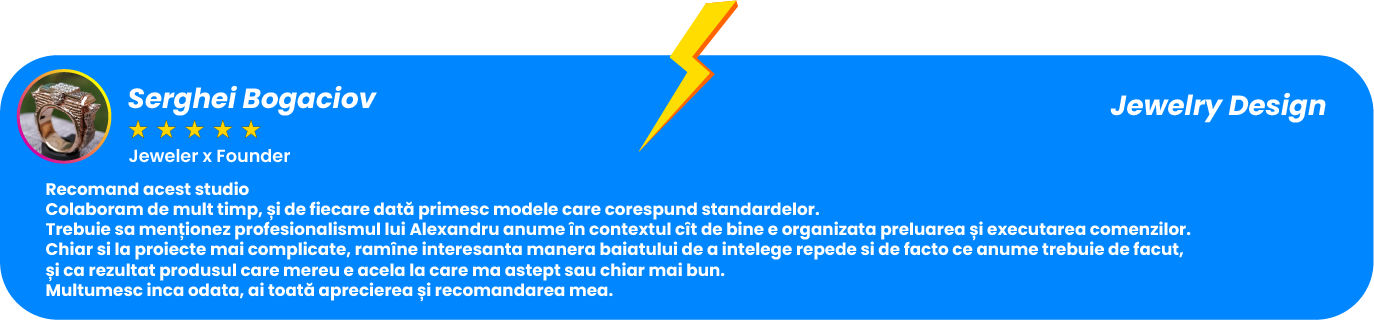 Serghei Bogaciov
Jewelry Design
Jeweler x Founder
Recomand acest studio
Colaboram de mult timp, și de fiecare dată primesc modele care corespund standardelor.
Trebuie sa menționez profesionalismul lui Alexandru anume în contextul cît de bine e organizata preluarea și executarea comenzilor.
Chiar si la proiecte mai complicate, ramîne interesanta manera baiatului de a intelege repede si de facto ce anume trebuie de facut,
și ca rezultat produsul care mereu e acela la care ma astept sau chiar mai bun.
Multumesc inca odata, ai toată aprecierea și recomandarea mea.